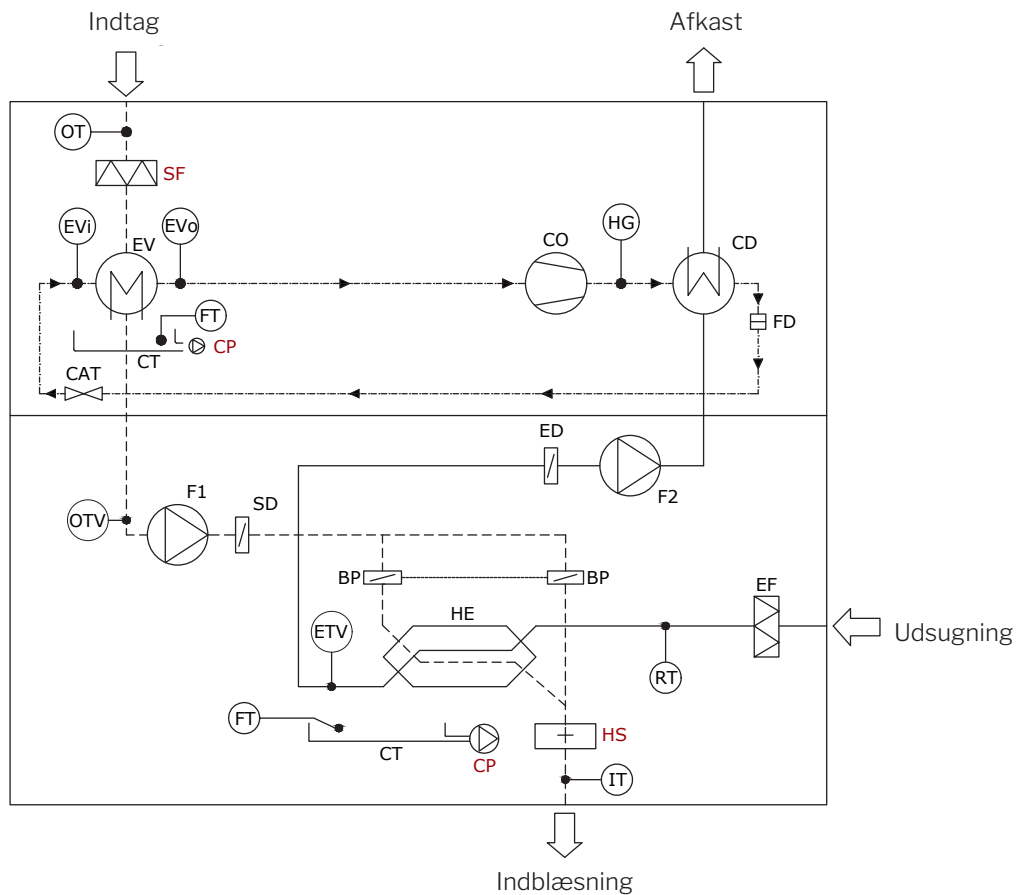 Indtag
Afkast
OT
SF
EVi
EV
EVo
CO
HG
CD
FT
CT
CP
FD
CAT
ED
F2
F1
SD
OTV
BP
BP
EF
ETV
HE
Udsugning
RT
FT
CT
CP
HS
IT
Indblæsning